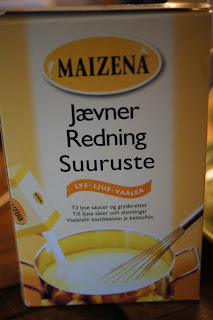 MAIZENA
Jævner
Redning
Suuruste
LYS-LJUS-VAALEA
Til lyse saucer og gryderetter
Till ljusa såser och stuvningar
Vaaleisiin kastikkeisiin ja keittoihin
MAIZENA